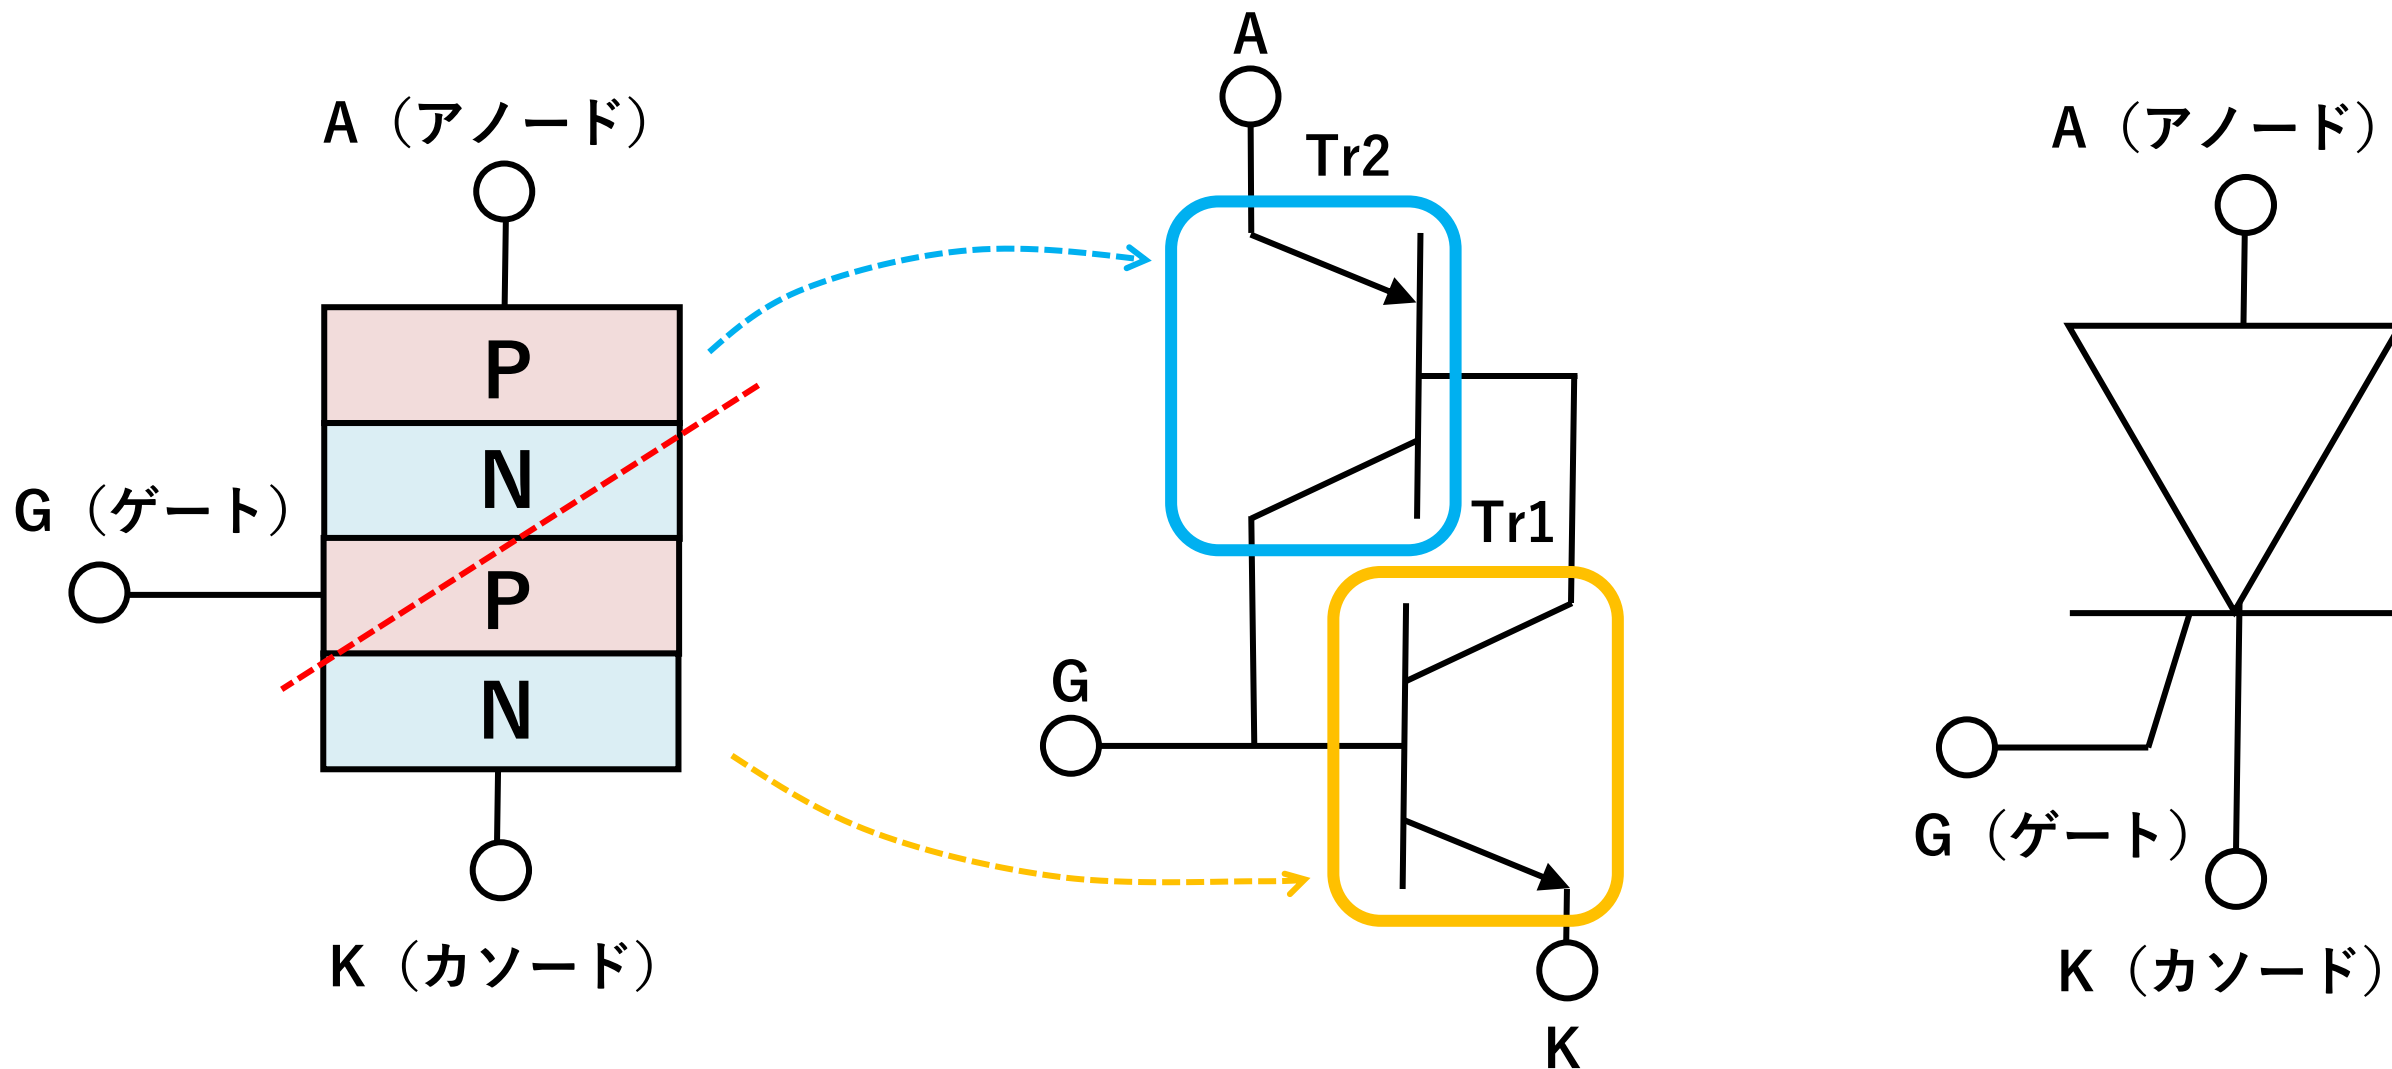 A（アノード）
P
N
P
N
G（ゲート）
K（カソード）
A
Tr2
Tr1
G
K
A（アノード）
G（ゲート）
K（カソード）